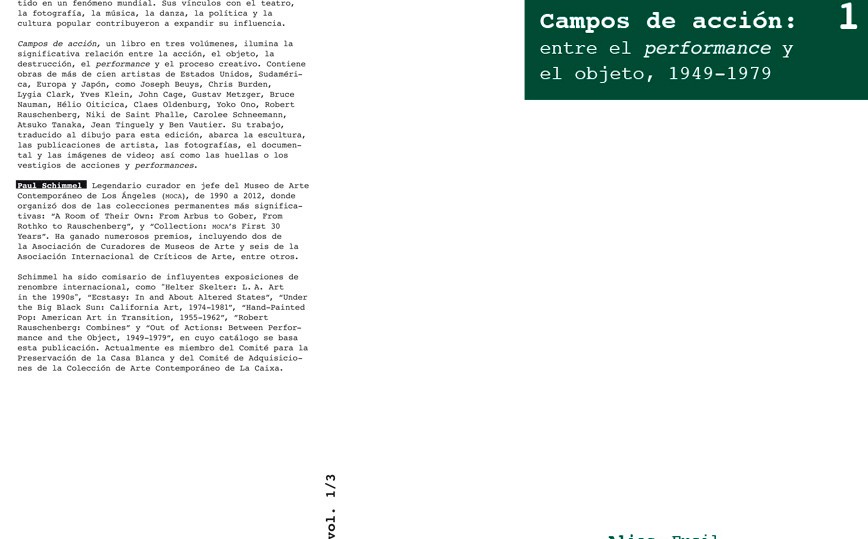 tido en un fenómeno mundial. Sus vínculos con el teatro,
la fotografía, la música, la danza, la política y la
cultura popular contribuyeron a expandir su influencia.
Campos de acción, un libro en tres volúmenes, ilumina la
significativa relación entre la acción, el objeto, la
destrucción, el performance y el proceso creativo. Contiene
obras de más de cien artistas de Estados Unidos, Sudaméri-
ca, Europa y Japón, como Joseph Beuys, Chris Burden,
Lygia Clark, Yves Klein, John Cage, Gustav Metzger, Bruce
Nauman, Hélio Oiticica, Claes Oldenburg, Yoko Ono, Robert
Rauschenberg, Niki de Saint Phalle, Carolee Schneemann,
Atsuko Tanaka, Jean Tinguely y Ben Vautier. Su trabajo,
traducido al dibujo para esta edición, abarca la escultura,
las publicaciones de artista, las fotografías, el documen-
tal y las imágenes de video; así como las huellas o los
vestigios de acciones y performances.
Paul Schimmel Legendario curador en jefe del Museo de Arte
Contemporáneo de Los Ángeles (MOCA), de 1990 a 2012, donde
organizó dos de las colecciones permanentes más significa-
tivas: "A Room of Their Own: From Arbus to Gober, From
Rothko to Rauschenberg", y "Collection: MOCA's First 30
Years". Ha ganado numerosos premios, incluyendo dos de
la Asociación de Curadores de Museos de Arte y seis de la
Asociación Internacional de Críticos de Arte, entre otros.
Schimmel ha sido comisario de influyentes exposiciones de
renombre internacional, como "Helter Skelter: L. A. Art
in the 1990s", "Ecstasy: In and About Altered States", "Under
the Big Black Sun: California Art, 1974–1981", "Hand-Painted
Pop: American Art in Transition, 1955–1962", "Robert
Rauschenberg: Combines" y "Out of Actions: Between Perfor-
mance and the Object, 1949–1979", en cuyo catálogo se basa
esta publicación. Actualmente es miembro del Comité para la
Preservación de la Casa Blanca y del Comité de Adquisicio-
nes de la Colección de Arte Contemporáneo de La Caixa.
vol. 1/3
Campos de acción:
entre el performance y
el objeto, 1949–1979
1